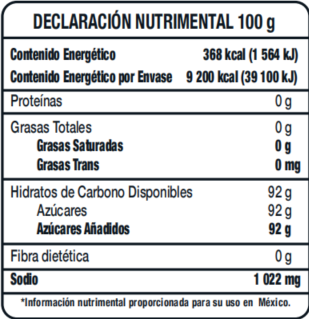 DECLARACIÓN NUTRIMENTAL 100 g
Contenido Energético 368 kcal (1 564 kJ)
Contenido Energético por Envase 9 200 kcal (39 100 kJ)
Proteínas 0 g
Grasas Totales 0 g
Grasas Saturadas 0 g
Grasas Trans 0 mg
Hidratos de Carbono Disponibles 92 g
Azúcares 92 g
Azúcares Añadidos 92 g
Fibra dietética 0 g
Sodio 1 022 mg
*Información nutrimental proporcionada para su uso en México.